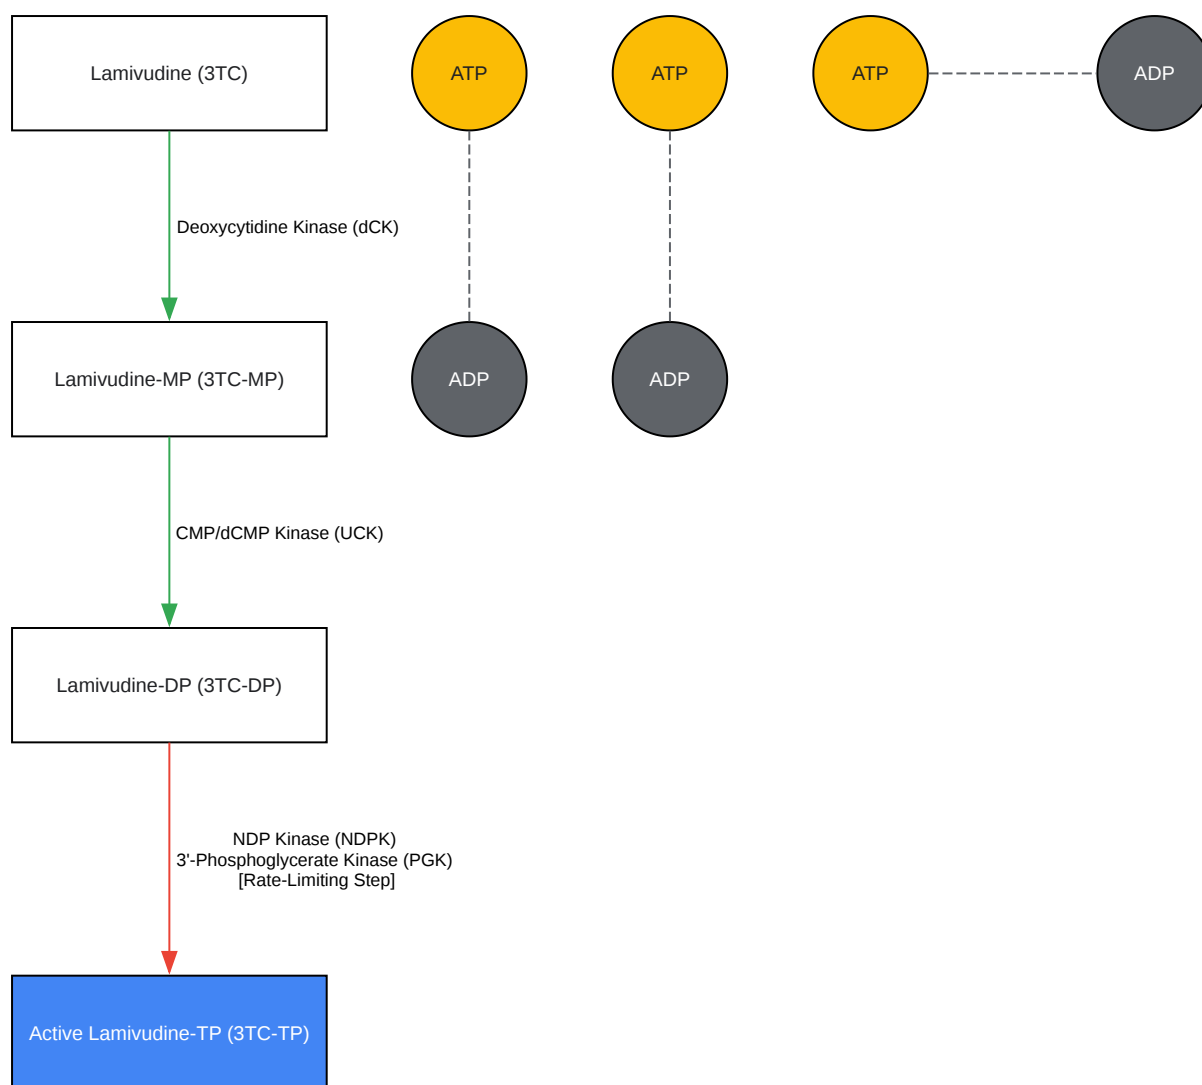 Lamivudine (3TC)
ATP
ATP
ATP
ADP
Deoxycytidine Kinase (dCK)
Lamivudine-MP (3TC-MP)
ADP
ADP
CMP/dCMP Kinase (UCK)
Lamivudine-DP (3TC-DP)
NDP Kinase (NDPK)
3'-Phosphoglycerate Kinase (PGK)
[Rate-Limiting Step]
Active Lamivudine-TP (3TC-TP)